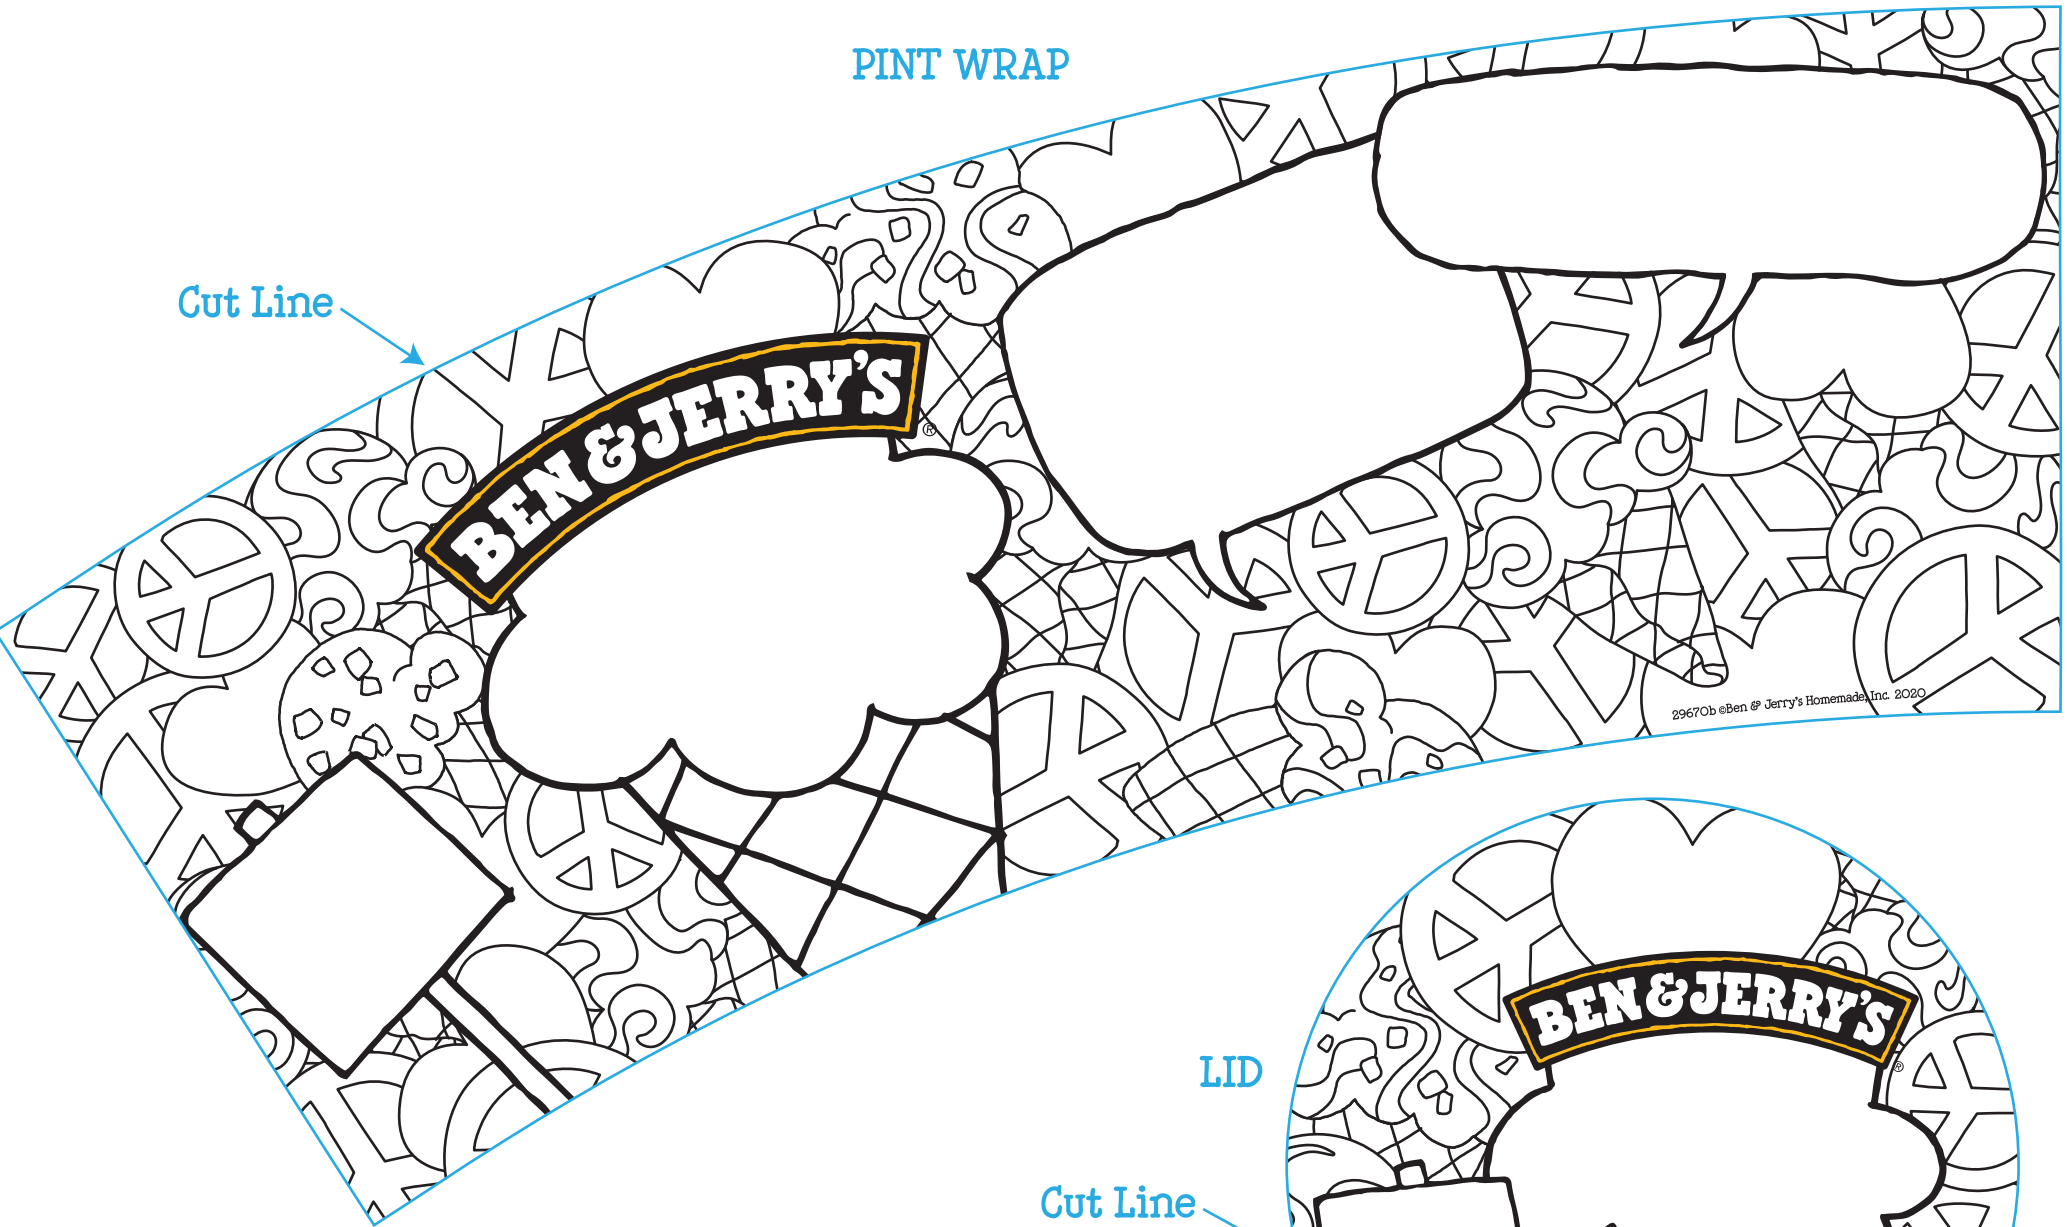 PINT WRAP
Cut Line
BEN & JERRY'S
®
29670b ©Ben & Jerry's Homemade, Inc. 2020
LID
BEN & JERRY'S
®
Cut Line